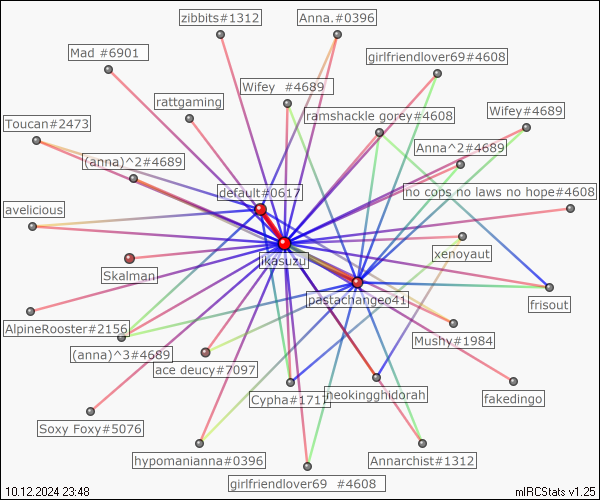 zibbits#1312
Anna.#0396
Mad #6901
girlfriendlover69#4608
Wifey  #4689
rattgaming
ramshackle gorey#4608
Wifey#4689
Toucan#2473
Anna^2#4689
(anna)^2#4689
default#0617
no cops no laws no hope#4608
avelicious
ikasuzu
xenoyaut
Skalman
pastachangeo41
frisout
AlpineRooster#2156
Mushy#1984
(anna)^3#4689
ace deucy#7097
Cypha#1717
neokingghidorah
fakedingo
Soxy Foxy#5076
hypomanianna#0396
Annarchist#1312
girlfriendlover69  #4608
10.12.2024 23:48
mIRCStats v1.25